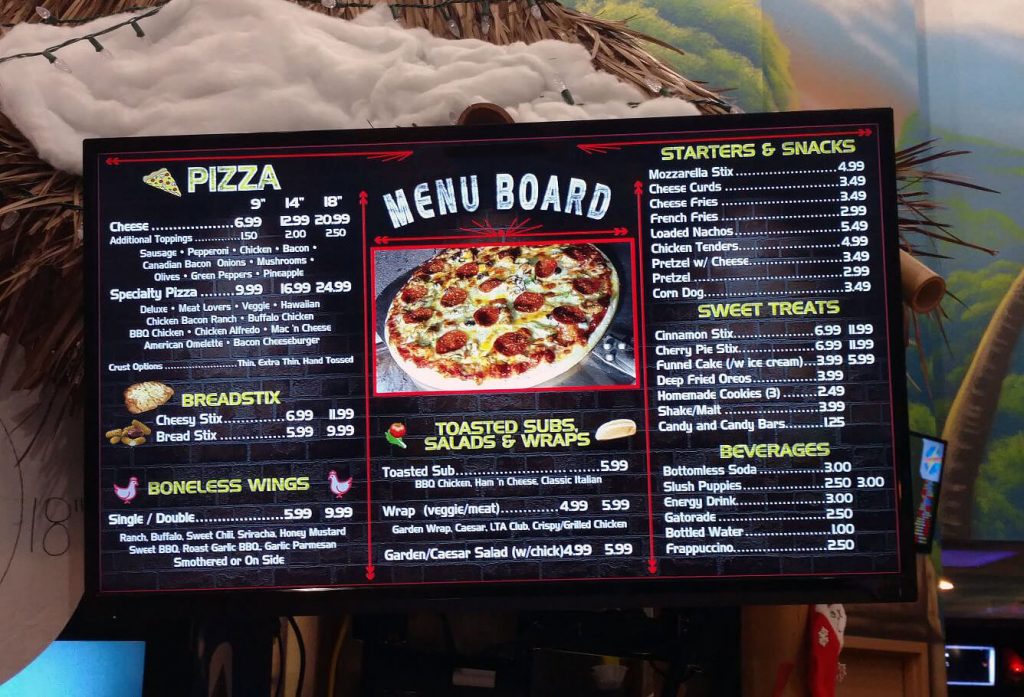 MENU BOARD
PIZZA
9" 14" 18"
Cheese 6.99 12.99 20.99
Additional Toppings 1.50 2.00 2.50
Sausage • Pepperoni • Chicken • Bacon •
Canadian Bacon Onions • Mushrooms •
Olives • Green Peppers • Pineapple
Specialty Pizza 9.99 16.99 24.99
Deluxe • Meat Lovers • Veggie • Hawaiian
Chicken Bacon Ranch • Buffalo Chicken
BBQ Chicken • Chicken Alfredo • Mac 'n Cheese
American Omelette • Bacon Cheeseburger
Crust Options Thin, Extra Thin, Hand Tossed
BREADSTIX
Cheesy Stix 6.99 11.99
Bread Stix 5.99 9.99
BONELESS WINGS
Single / Double 5.99 9.99
Ranch, Buffalo, Sweet Chili, Sriracha, Honey Mustard
Sweet BBQ, Roast Garlic BBQ, Garlic Parmesan
Smothered or On Side
TOASTED SUBS,
SALADS & WRAPS
Toasted Sub 5.99
BBQ Chicken, Ham 'n Cheese, Classic Italian
Wrap (veggie/meat) 4.99 5.99
Garden Wrap, Caesar, LTA Club, Crispy/Grilled Chicken
Garden/Caesar Salad (w/chick)4.99 5.99
STARTERS & SNACKS
Mozzarella Stix 4.99
Cheese Curds 3.49
Cheese Fries 3.49
French Fries 2.99
Loaded Nachos 5.49
Chicken Tenders 4.99
Pretzel w/ Cheese 3.49
Pretzel 2.99
Corn Dog 3.49
SWEET TREATS
Cinnamon Stix 6.99 11.99
Cherry Pie Stix 6.99 11.99
Funnel Cake (/w ice cream) 3.99 5.99
Deep Fried Oreos 3.99
Homemade Cookies (3) 2.49
Shake/Malt 3.99
Candy and Candy Bars 1.25
BEVERAGES
Bottomless Soda 3.00
Slush Puppies 2.50 3.00
Energy Drink 3.00
Gatorade 2.50
Bottled Water 1.00
Frappuccino 2.50
18"